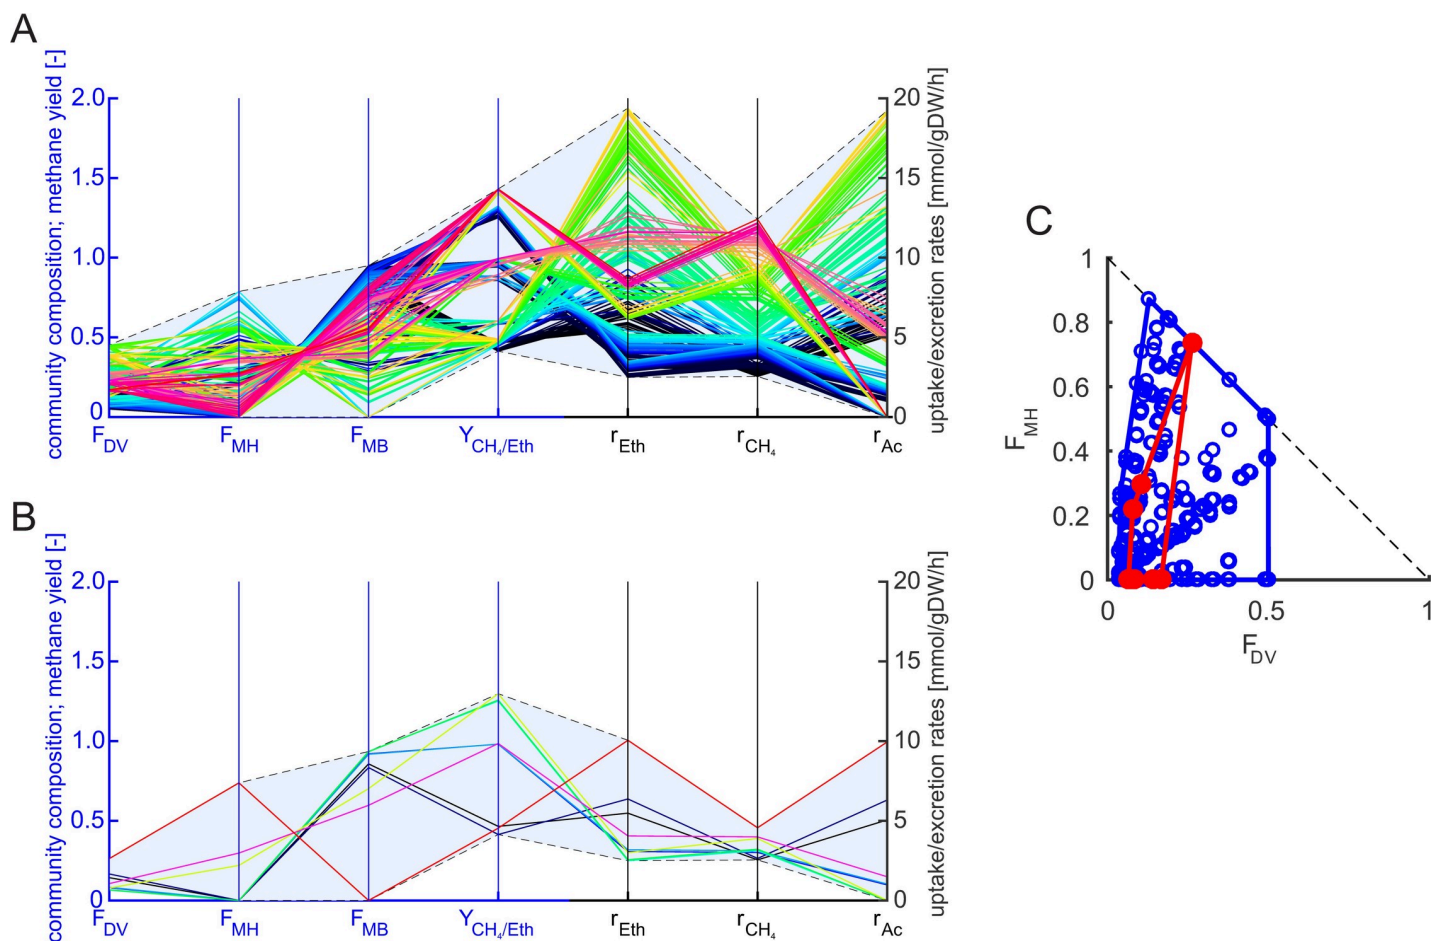 A
community composition; methane yield [-]
2.0
1.5
1.0
0.5
0
F_DV
F_MH
F_MB
Y_CH₄/Eth
r_Eth
r_CH₄
r_Ac
20
15
10
5
0
uptake/excretion rates [mmol/gDW/h]
B
community composition; methane yield [-]
2.0
1.5
1.0
0.5
0
F_DV
F_MH
F_MB
Y_CH₄/Eth
r_Eth
r_CH₄
r_Ac
20
15
10
5
0
uptake/excretion rates [mmol/gDW/h]
C
1
0.8
0.6
0.4
0.2
0
F_MH
0
0.5
1
F_DV